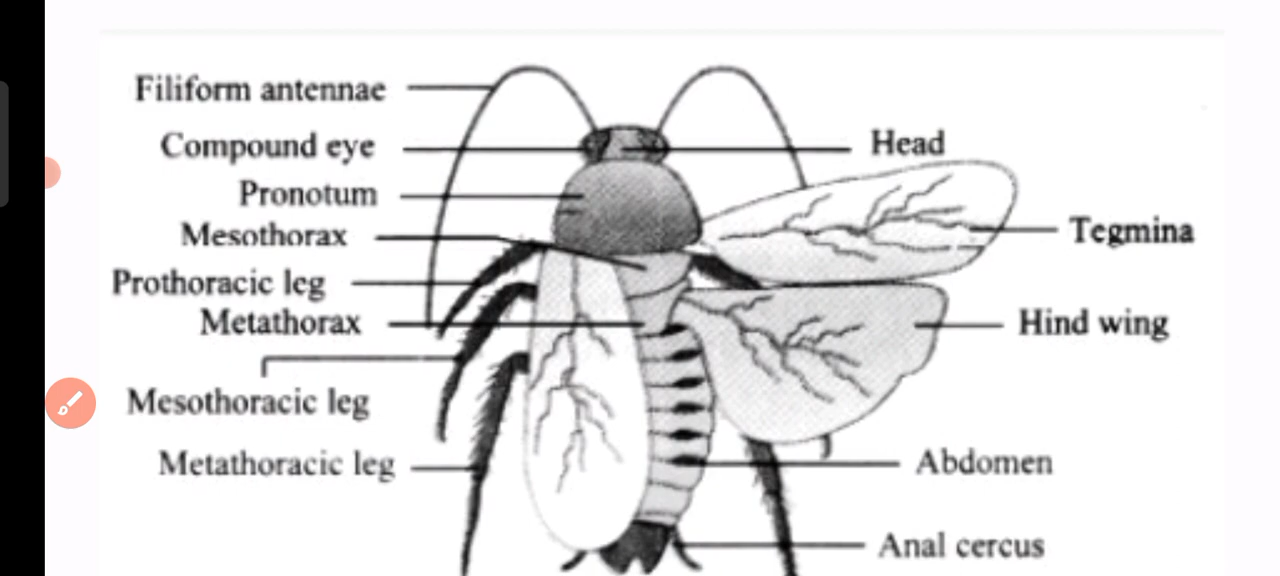 Filiform antennae
Compound eye
Head
Pronotum
Mesothorax
Tegmina
Prothoracic leg
Metathorax
Hind wing
Mesothoracic leg
Metathoracic leg
Abdomen
Anal cercus